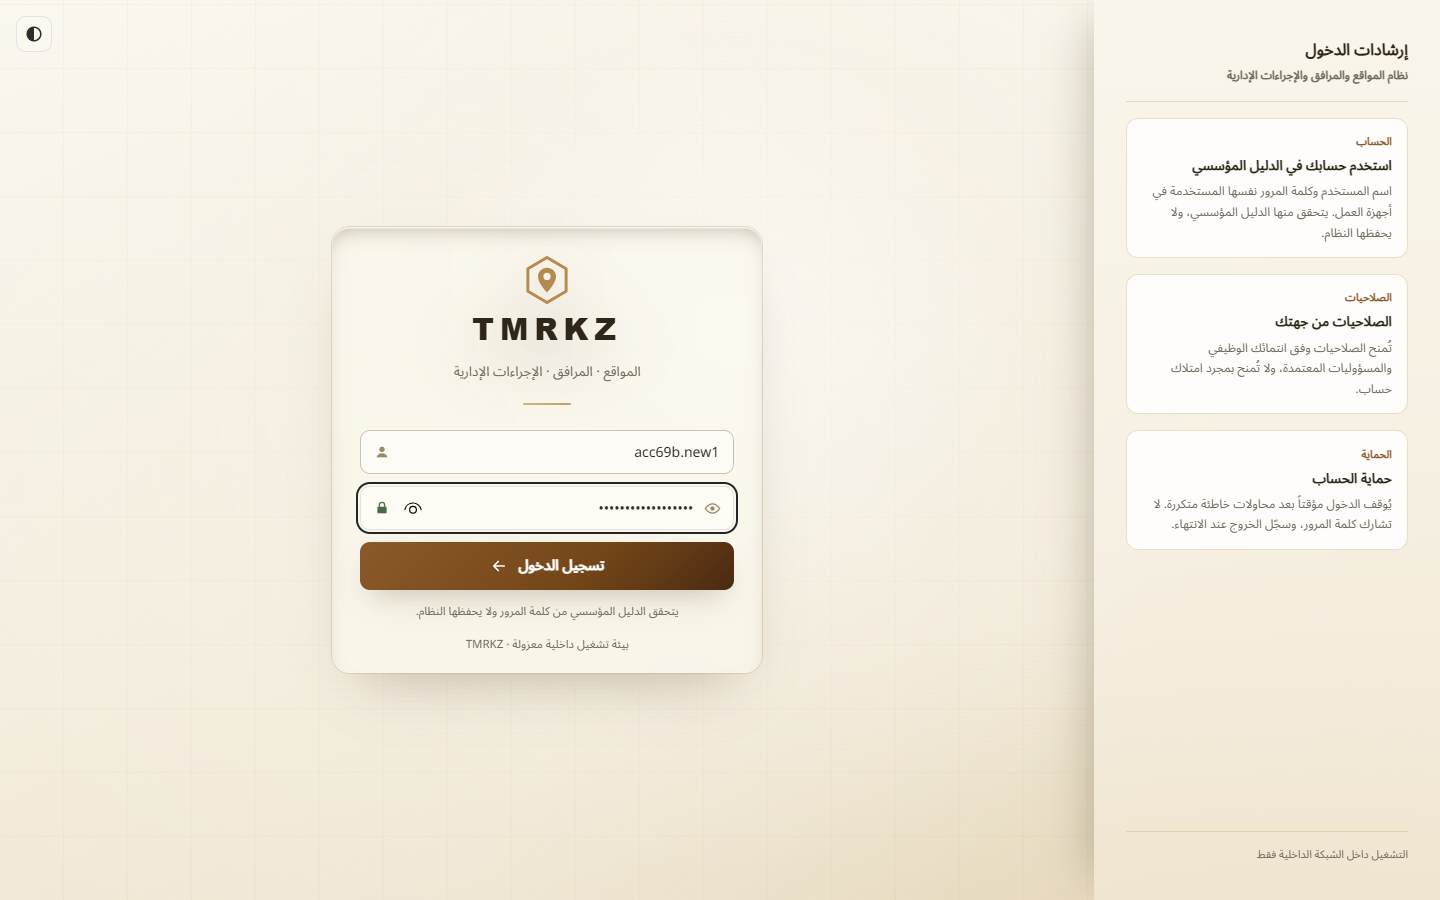 إرشادات الدخول
نظام المواقع والمرافق والإجراءات الإدارية
الحساب
استخدم حسابك في الدليل المؤسسي
اسم المستخدم وكلمة المرور نفسها المستخدمة في
أجهزة العمل. يتحقق منها الدليل المؤسسي، ولا
يحفظها النظام.
الصلاحيات
الصلاحيات من جهتك
تُمنح الصلاحيات وفق انتمائك الوظيفي
والمسؤوليات المعتمدة، ولا تُمنح بمجرد امتلاك
حساب.
الحماية
حماية الحساب
يُوقف الدخول مؤقتاً بعد محاولات خاطئة متكررة. لا
تشارك كلمة المرور، وسجّل الخروج عند الانتهاء.
التشغيل داخل الشبكة الداخلية فقط
TMRKZ
المواقع · المرافق · الإجراءات الإدارية
acc69b.new1
••••••••••••••••••
تسجيل الدخول
يتحقق الدليل المؤسسي من كلمة المرور ولا يحفظها النظام.
بيئة تشغيل داخلية معزولة · TMRKZ